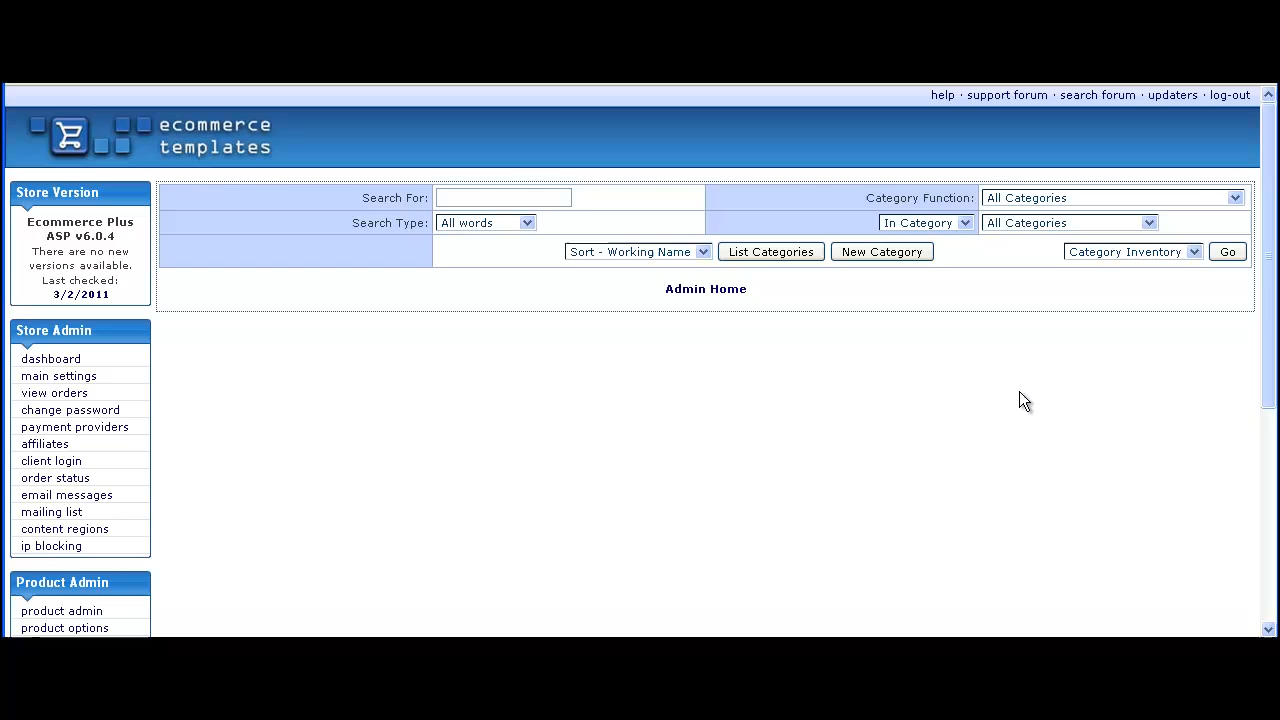 help · support forum · search forum · updaters · log-out
ecommerce
templates
Store Version
Ecommerce Plus
ASP v6.0.4
There are no new
versions available.
Last checked:
3/2/2011
Search For:
Category Function: All Categories
Search Type: All words
In Category All Categories
Sort - Working Name List Categories New Category Category Inventory Go
Admin Home
Store Admin
dashboard
main settings
view orders
change password
payment providers
affiliates
client login
order status
email messages
mailing list
content regions
ip blocking
Product Admin
product admin
product options